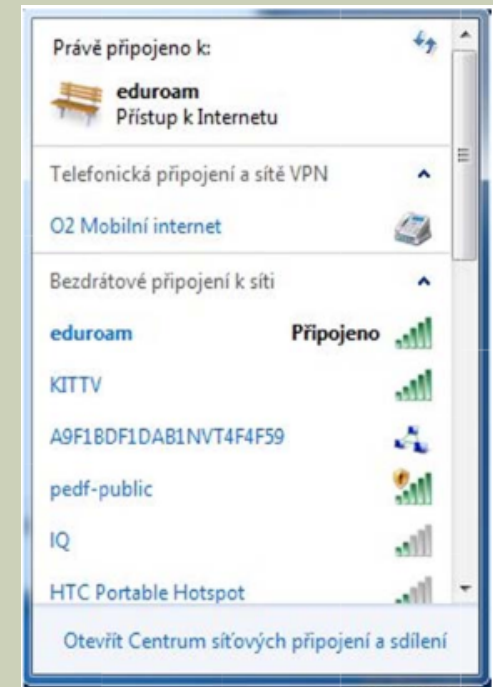 Právě připojeno k:
eduroam
Přístup k Internetu
Telefonická připojení a sítě VPN
O2 Mobilní internet
Bezdrátové připojení k síti
eduroam Připojeno
KITTV
A9F1BDF1DAB1NVT4F4F59
pedf-public
IQ
HTC Portable Hotspot
Otevřít Centrum síťových připojení a sdílení